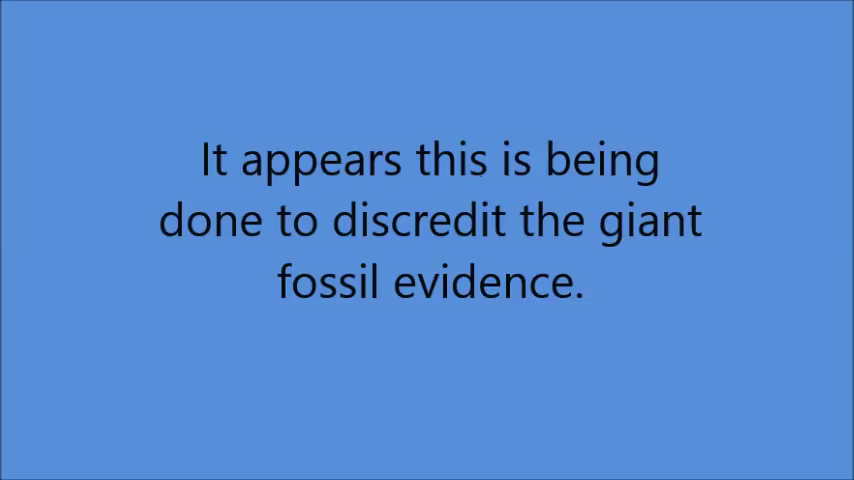 It appears this is being
done to discredit the giant
fossil evidence.